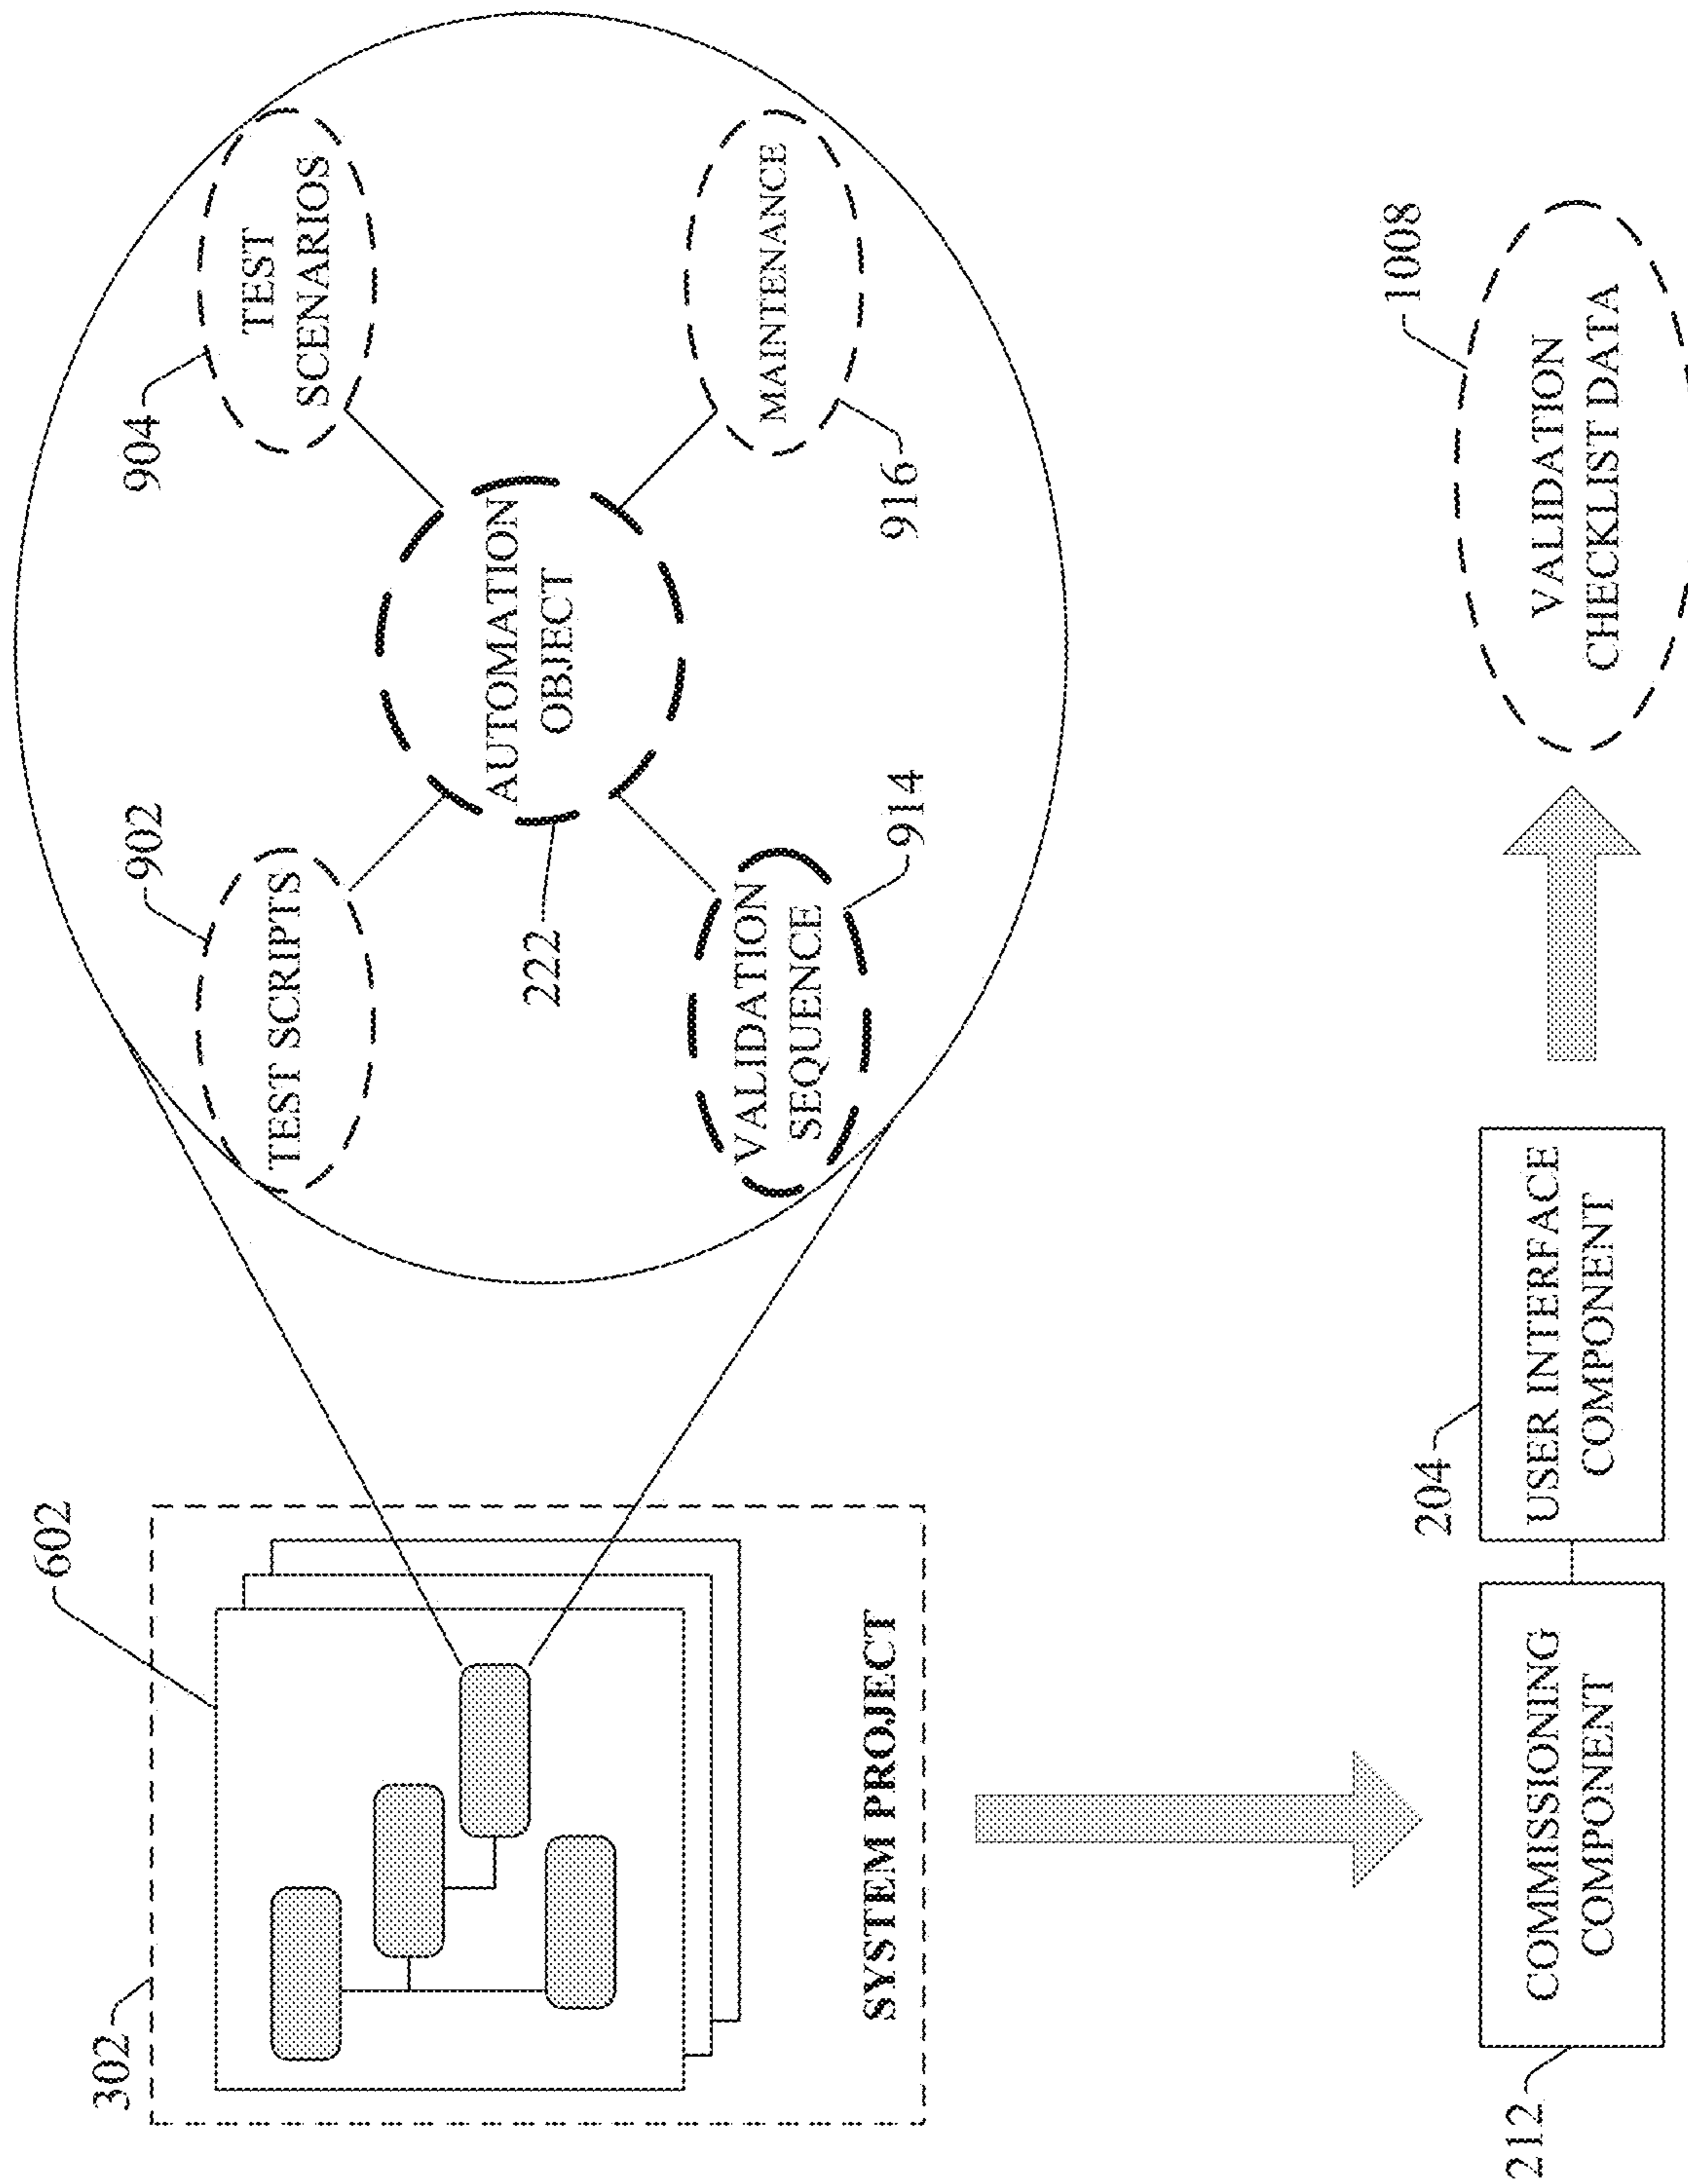 602
302
SYSTEM PROJECT
902
TEST SCRIPTS
904
TEST
SCENARIOS
AUTOMATION
OBJECT
222
VALIDATION
SEQUENCE
914
MAINTENANCE
916
212
COMMISSIONING
COMPONENT
204
USER INTERFACE
COMPONENT
1008
VALIDATION
CHECKLIST DATA